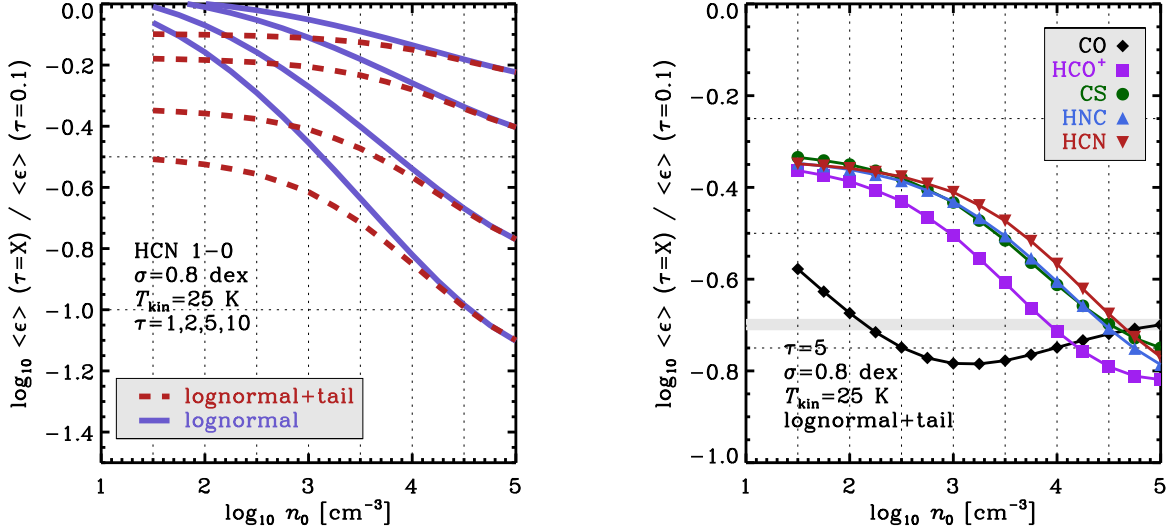 log₁₀ <ϵ> (τ=X) / <ϵ> (τ=0.1)
0.0
−0.2
−0.4
−0.6
−0.8
−1.0
−1.2
−1.4
HCN 1−0
σ=0.8 dex
Tkin=25 K
τ=1,2,5,10
lognormal+tail
lognormal
1 2 3 4 5
log₁₀ n₀ [cm⁻³]
log₁₀ <ϵ> (τ=X) / <ϵ> (τ=0.1)
0.0
−0.2
−0.4
−0.6
−0.8
−1.0
CO
HCO⁺
CS
HNC
HCN
τ=5
σ=0.8 dex
Tkin=25 K
lognormal+tail
1 2 3 4 5
log₁₀ n₀ [cm⁻³]